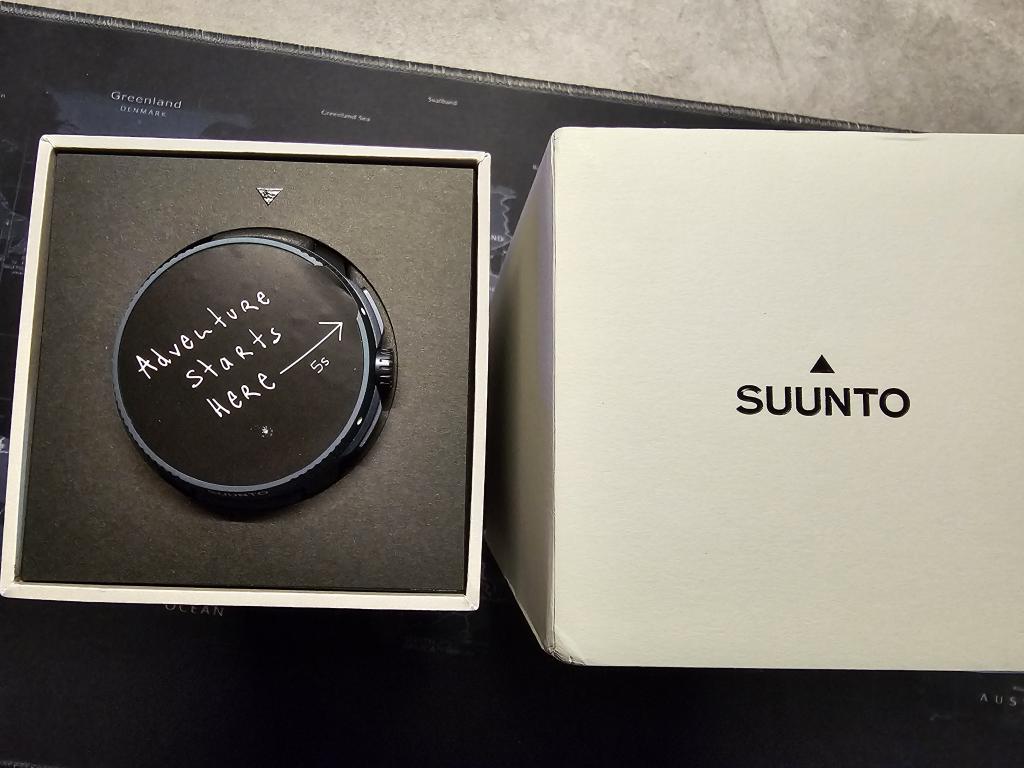 Greenland
DENMARK
Greenland Sea
Svalbard
Adventure
starts
Here
5s
SUUNTO
SUUNTO
OCEAN
AUS